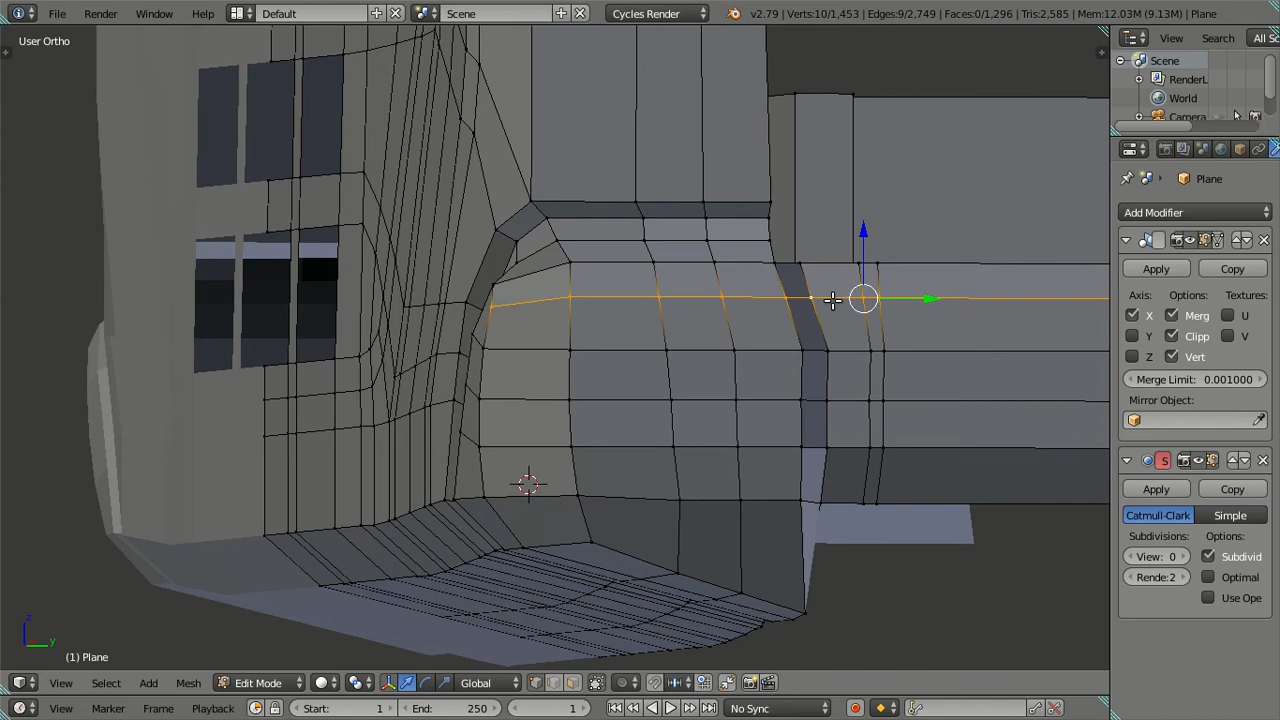 File Render Window Help Default Scene Cycles Render v2.79 | Verts:10/1,453 | Edges:9/2,749 | Faces:0/1,296 | Tris:2,585 | Mem:12.03M (9.13M) | Plane
User Ortho
View Search All Sc
Scene
RenderL
World
Camera
Plane
Add Modifier
Apply Copy
Axis: Options: Textures:
X Merg U
Y Clipp V
Z Vert
Merge Limit: 0.001000
Mirror Object:
S
Apply Copy
Catmull-Clark Simple
Subdivisions: Options:
View: 0 Subdivid
Rende:2 Optimal
Use Ope
z
y
(1) Plane
View Select Add Mesh Edit Mode Global
View Marker Frame Playback Start: 1 End: 250 1 No Sync